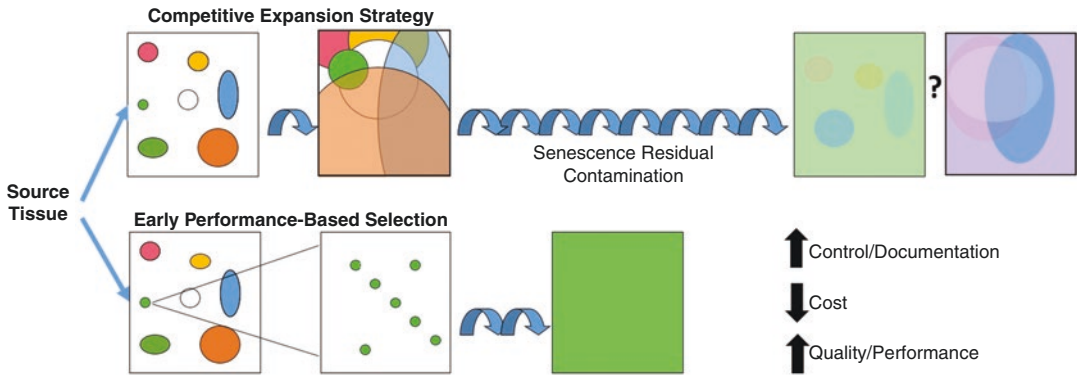 Competitive Expansion Strategy
?
Senescence Residual
Contamination
Source
Tissue
Early Performance-Based Selection
Control/Documentation
Cost
Quality/Performance